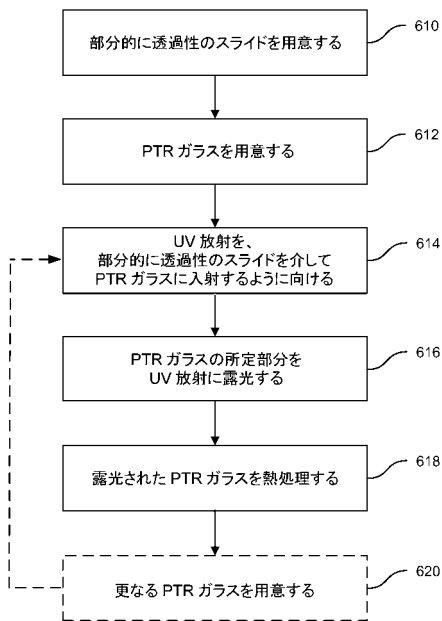 部分的に透過性のスライドを用意する
610
PTR ガラスを用意する
612
UV 放射を、
部分的に透過性のスライドを介して
PTR ガラスに入射するように向ける
614
PTR ガラスの所定部分を
UV 放射に露光する
616
露光された PTR ガラスを熱処理する
618
更なる PTR ガラスを用意する
620